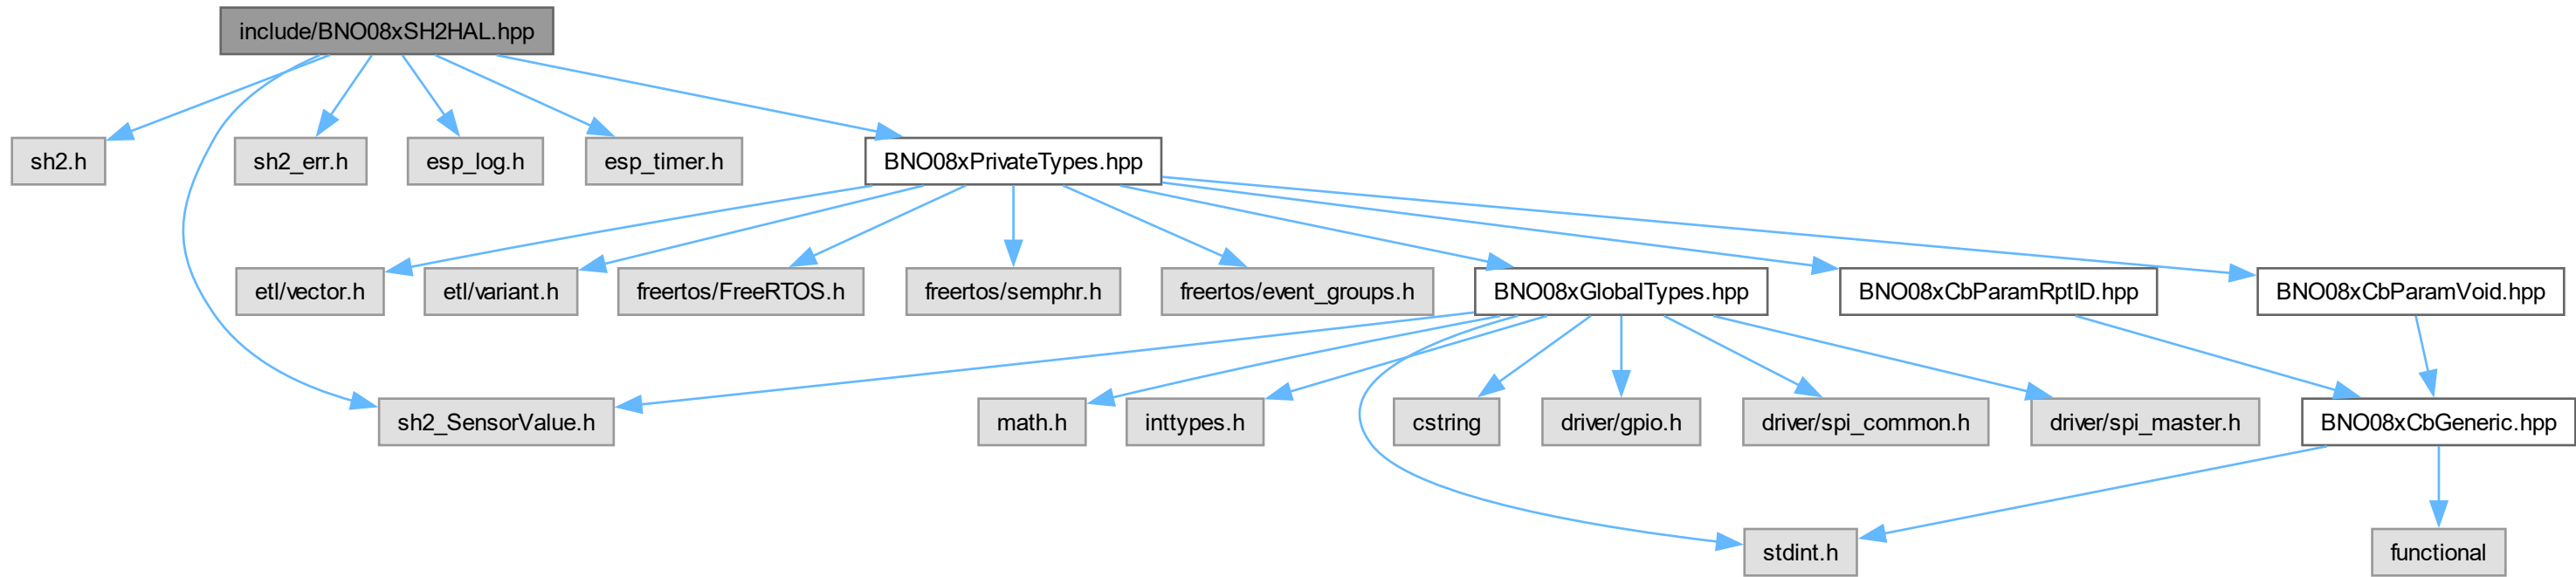 include/BNO08xSH2HAL.hpp
sh2.h
sh2_err.h
esp_log.h
esp_timer.h
BNO08xPrivateTypes.hpp
etl/vector.h
etl/variant.h
freertos/FreeRTOS.h
freertos/semphr.h
freertos/event_groups.h
BNO08xGlobalTypes.hpp
BNO08xCbParamRptID.hpp
BNO08xCbParamVoid.hpp
sh2_SensorValue.h
math.h
inttypes.h
cstring
driver/gpio.h
driver/spi_common.h
driver/spi_master.h
BNO08xCbGeneric.hpp
stdint.h
functional